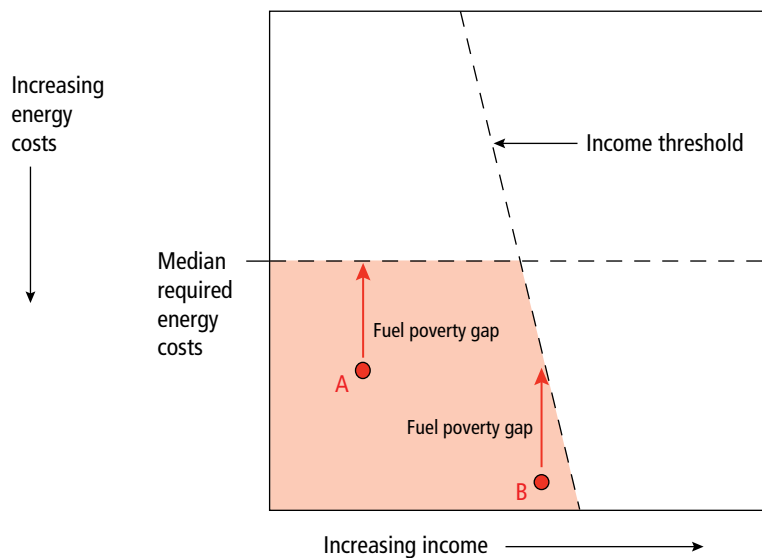 Increasing
energy
costs
Income threshold
Median
required
energy
costs
Fuel poverty gap
A
Fuel poverty gap
B
Increasing income